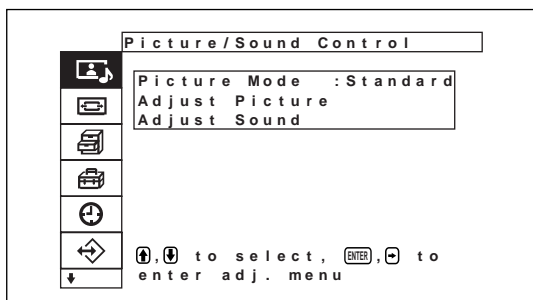 Picture/Sound Control
Picture Mode :Standard
Adjust Picture
Adjust Sound
↑,↓ to select, ENTER,→ to
enter adj. menu